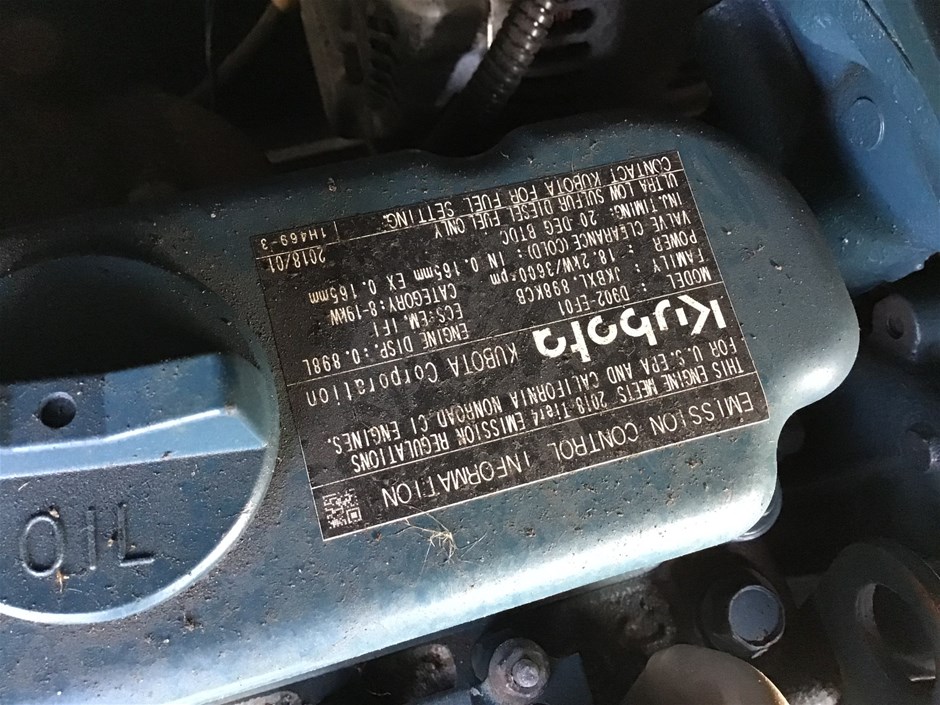 EMISSION CONTROL INFORMATION
THIS ENGINE MEETS 2018 Tier4 EMISSION REGULATIONS
FOR U.S. EPA AND CALIFORNIA NONROAD CI ENGINES.
Kubota KUBOTA Corporation
MODEL : D902-EF01 ENGINE DISP.: 0.898L
FAMILY : JKBXL.898KCB ECS:EM, IFI
POWER : 18.2kW/3600rpm CATEGORY:8-19kW
VALVE CLEARANCE(COLD): IN 0.165mm EX 0.165mm
INJ.TIMING: 20 DEG BTDC
ULTRA LOW SULFUR DIESEL FUEL ONLY 2018/01
CONTACT KUBOTA FOR FUEL SETTING. 1H469-3
OIL